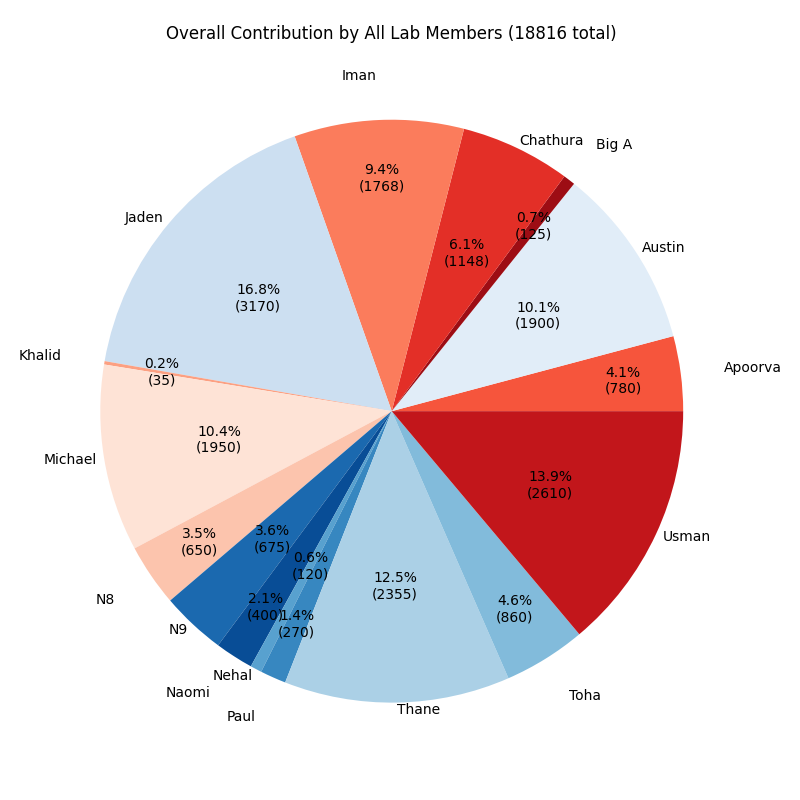 Overall Contribution by All Lab Members (18816 total)
Iman
Chathura
Big A
9.4%
(1768)
Jaden
0.7%
(125)
Austin
6.1%
(1148)
16.8%
(3170)
10.1%
(1900)
Khalid
0.2%
(35)
Apoorva
4.1%
(780)
Michael
10.4%
(1950)
13.9%
(2610)
Usman
3.5%
(650)
3.6%
(675)
0.6%
(120)
12.5%
(2355)
N8
2.1%
(400)
1.4%
(270)
4.6%
(860)
N9
Nehal
Naomi
Toha
Paul
Thane